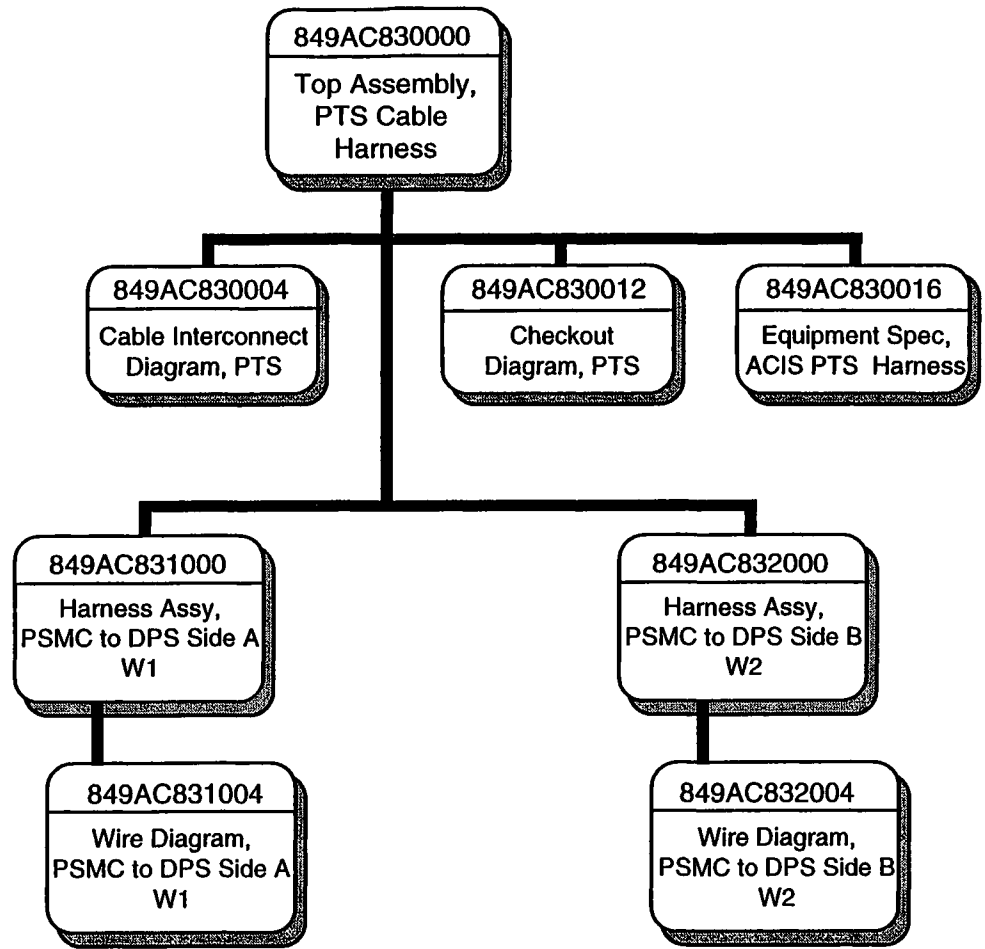 849AC830000
Top Assembly,
PTS Cable
Harness
849AC830004
Cable Interconnect
Diagram, PTS
849AC830012
Checkout
Diagram, PTS
849AC830016
Equipment Spec,
ACIS PTS Harness
849AC831000
Harness Assy,
PSMC to DPS Side A
W1
849AC832000
Harness Assy,
PSMC to DPS Side B
W2
849AC831004
Wire Diagram,
PSMC to DPS Side A
W1
849AC832004
Wire Diagram,
PSMC to DPS Side B
W2